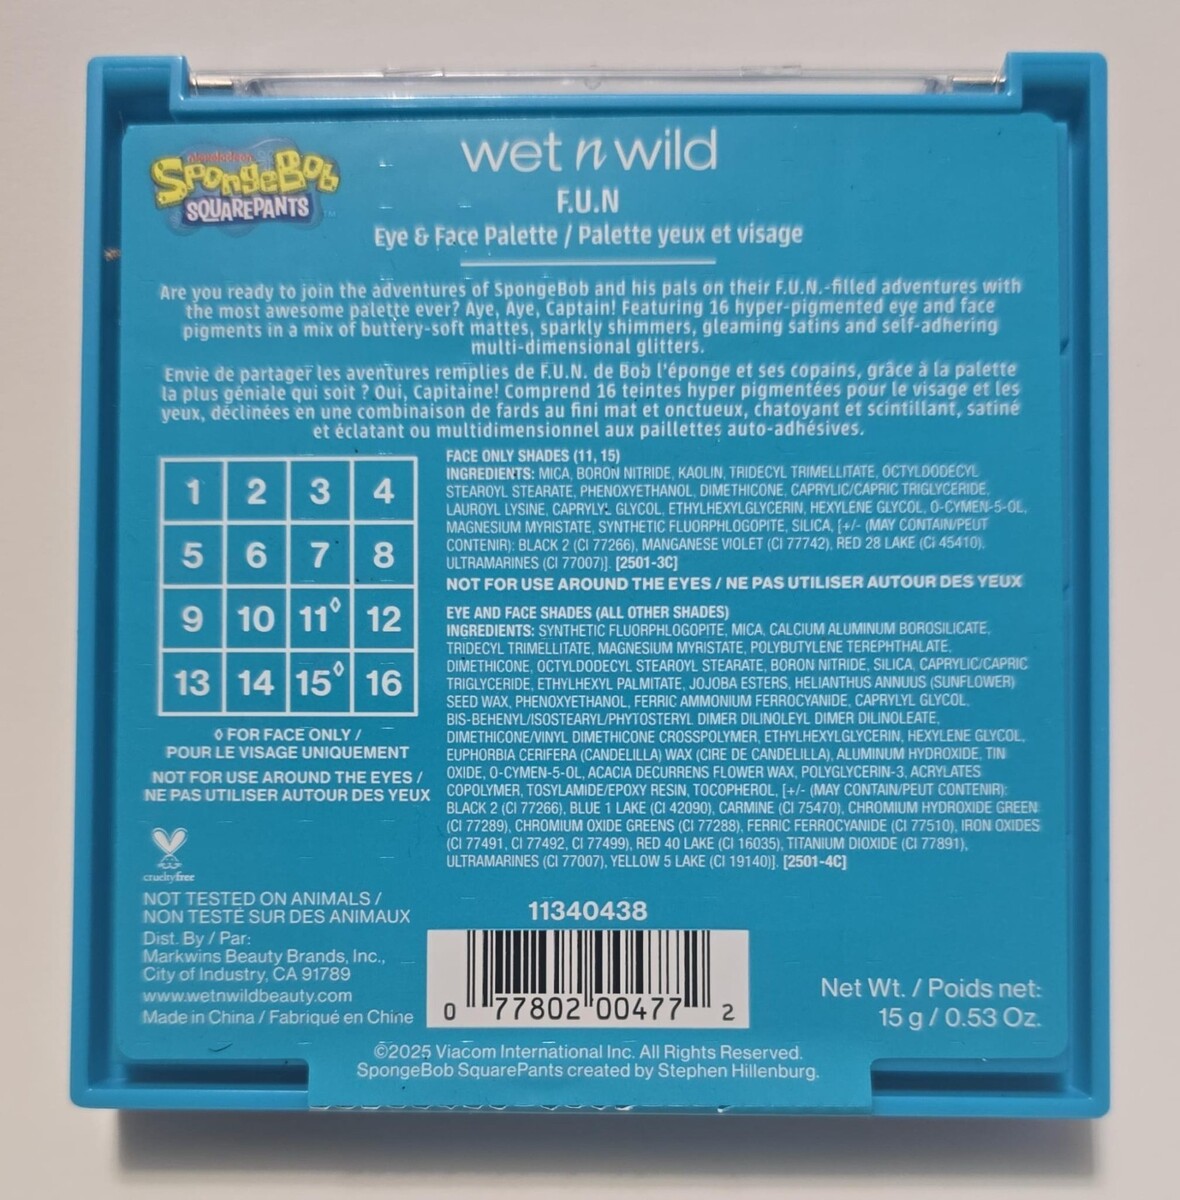 nickelodeon
SpongeBob
SQUAREPANTS
wet n wild
F.U.N
Eye & Face Palette / Palette yeux et visage
Are you ready to join the adventures of SpongeBob and his pals on their F.U.N.-filled adventures with
the most awesome palette ever? Aye, Aye, Captain! Featuring 16 hyper-pigmented eye and face
pigments in a mix of buttery-soft mattes, sparkly shimmers, gleaming satins and self-adhering
multi-dimensional glitters.
Envie de partager les aventures remplies de F.U.N. de Bob l'éponge et ses copains, grâce à la palette
la plus géniale qui soit ? Oui, Capitaine! Comprend 16 teintes hyper pigmentées pour le visage et les
yeux, déclinées en une combinaison de fards au fini mat et onctueux, chatoyant et scintillant, satiné
et éclatant ou multidimensionnel aux paillettes auto-adhésives.
1 2 3 4
5 6 7 8
9 10 11◊ 12
13 14 15◊ 16
◊ FOR FACE ONLY /
POUR LE VISAGE UNIQUEMENT
NOT FOR USE AROUND THE EYES /
NE PAS UTILISER AUTOUR DES YEUX
FACE ONLY SHADES (11, 15)
INGREDIENTS: MICA, BORON NITRIDE, KAOLIN, TRIDECYL TRIMELLITATE, OCTYLDODECYL
STEAROYL STEARATE, PHENOXYETHANOL, DIMETHICONE, CAPRYLIC/CAPRIC TRIGLYCERIDE,
LAUROYL LYSINE, CAPRYLYL GLYCOL, ETHYLHEXYLGLYCERIN, HEXYLENE GLYCOL, O-CYMEN-5-OL,
MAGNESIUM MYRISTATE, SYNTHETIC FLUORPHLOGOPITE, SILICA, [+/- (MAY CONTAIN/PEUT
CONTENIR): BLACK 2 (CI 77266), MANGANESE VIOLET (CI 77742), RED 28 LAKE (CI 45410),
ULTRAMARINES (CI 77007)]. [2501-3C]
NOT FOR USE AROUND THE EYES / NE PAS UTILISER AUTOUR DES YEUX
EYE AND FACE SHADES (ALL OTHER SHADES)
INGREDIENTS: SYNTHETIC FLUORPHLOGOPITE, MICA, CALCIUM ALUMINUM BOROSILICATE,
TRIDECYL TRIMELLITATE, MAGNESIUM MYRISTATE, POLYBUTYLENE TEREPHTHALATE,
DIMETHICONE, OCTYLDODECYL STEAROYL STEARATE, BORON NITRIDE, SILICA, CAPRYLIC/CAPRIC
TRIGLYCERIDE, ETHYLHEXYL PALMITATE, JOJOBA ESTERS, HELIANTHUS ANNUUS (SUNFLOWER)
SEED WAX, PHENOXYETHANOL, FERRIC AMMONIUM FERROCYANIDE, CAPRYLYL GLYCOL,
BIS-BEHENYL/ISOSTEARYL/PHYTOSTERYL DIMER DILINOLEYL DIMER DILINOLEATE,
DIMETHICONE/VINYL DIMETHICONE CROSSPOLYMER, ETHYLHEXYLGLYCERIN, HEXYLENE GLYCOL,
EUPHORBIA CERIFERA (CANDELILLA) WAX (CIRE DE CANDELILLA), ALUMINUM HYDROXIDE, TIN
OXIDE, O-CYMEN-5-OL, ACACIA DECURRENS FLOWER WAX, POLYGLYCERIN-3, ACRYLATES
COPOLYMER, TOSYLAMIDE/EPOXY RESIN, TOCOPHEROL, [+/- (MAY CONTAIN/PEUT CONTENIR):
BLACK 2 (CI 77266), BLUE 1 LAKE (CI 42090), CARMINE (CI 75470), CHROMIUM HYDROXIDE GREEN
(CI 77289), CHROMIUM OXIDE GREENS (CI 77288), FERRIC FERROCYANIDE (CI 77510), IRON OXIDES
(CI 77491, CI 77492, CI 77499), RED 40 LAKE (CI 16035), TITANIUM DIOXIDE (CI 77891),
ULTRAMARINES (CI 77007), YELLOW 5 LAKE (CI 19140)]. [2501-4C]
crueltyfree
NOT TESTED ON ANIMALS /
NON TESTÉ SUR DES ANIMAUX
Dist. By / Par:
Markwins Beauty Brands, Inc.,
City of Industry, CA 91789
www.wetnwildbeauty.com
Made in China / Fabriqué en Chine
11340438
0 77802 00477 2
Net Wt. / Poids net:
15 g / 0.53 Oz.
©2025 Viacom International Inc. All Rights Reserved.
SpongeBob SquarePants created by Stephen Hillenburg.